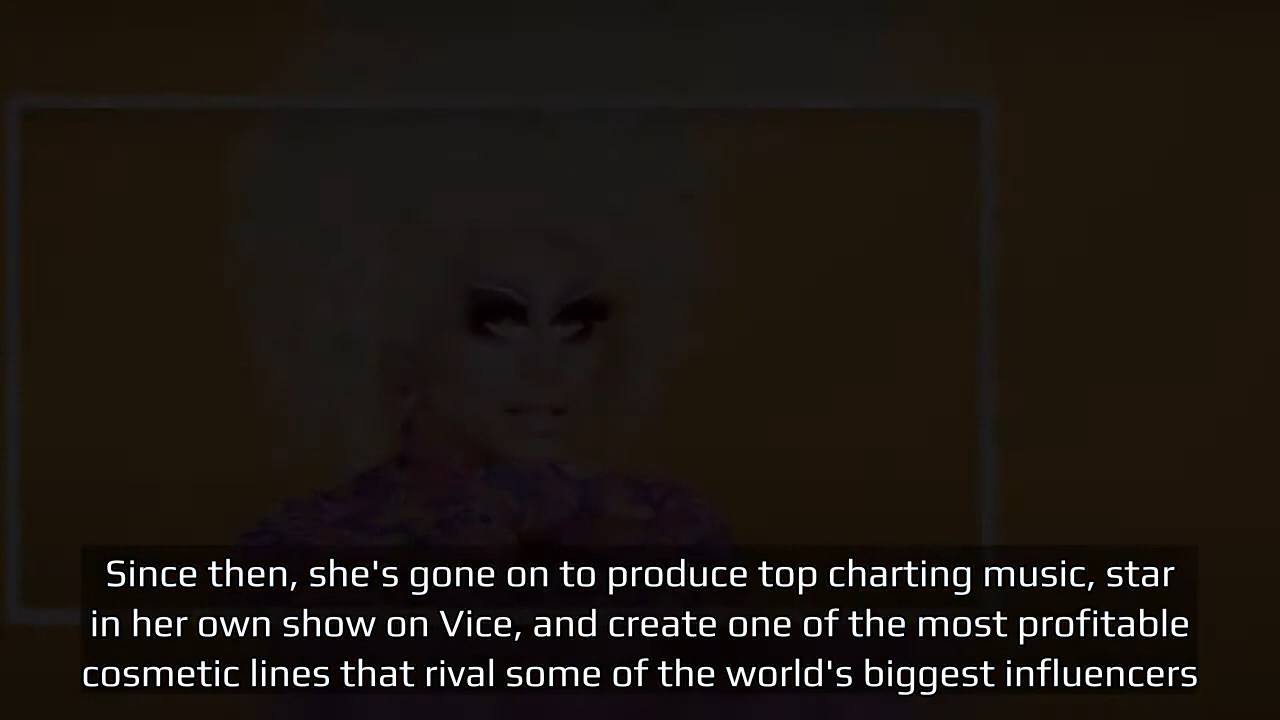 Since then, she's gone on to produce top charting music, star
in her own show on Vice, and create one of the most profitable
cosmetic lines that rival some of the world's biggest influencers